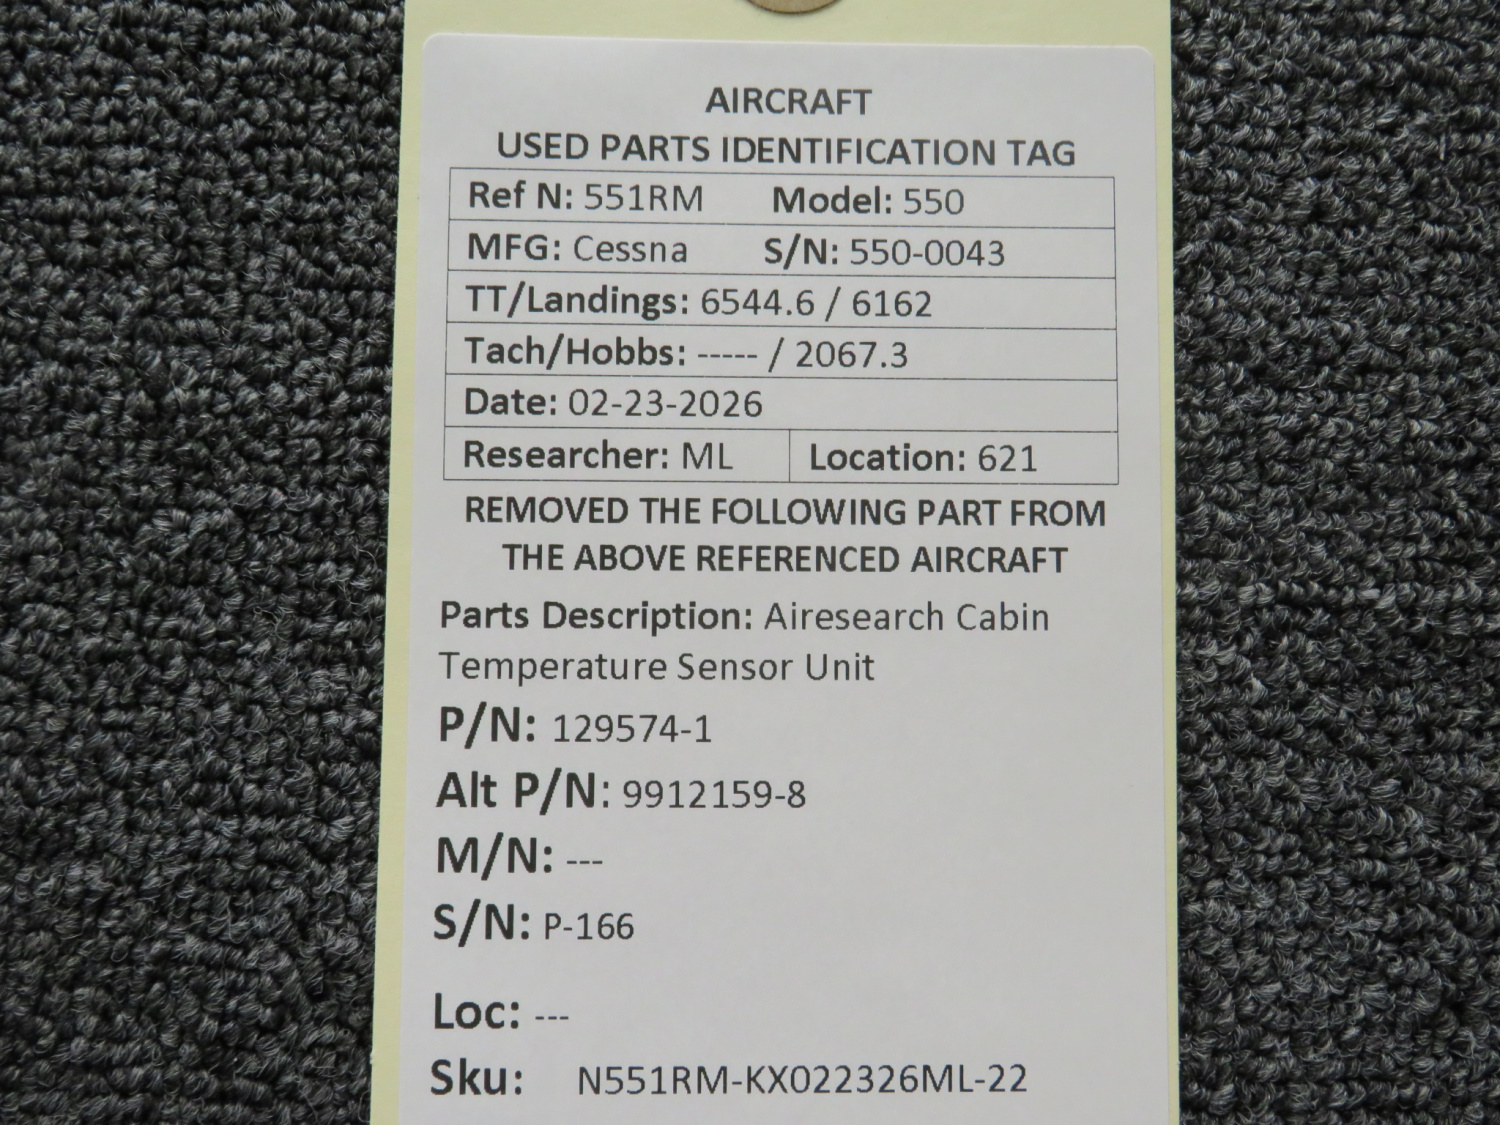 AIRCRAFT
USED PARTS IDENTIFICATION TAG
Ref N: 551RM Model: 550
MFG: Cessna S/N: 550-0043
TT/Landings: 6544.6 / 6162
Tach/Hobbs: ----- / 2067.3
Date: 02-23-2026
Researcher: ML Location: 621
REMOVED THE FOLLOWING PART FROM
THE ABOVE REFERENCED AIRCRAFT
Parts Description: Airesearch Cabin
Temperature Sensor Unit
P/N: 129574-1
Alt P/N: 9912159-8
M/N: ---
S/N: P-166
Loc: ---
Sku: N551RM-KX022326ML-22